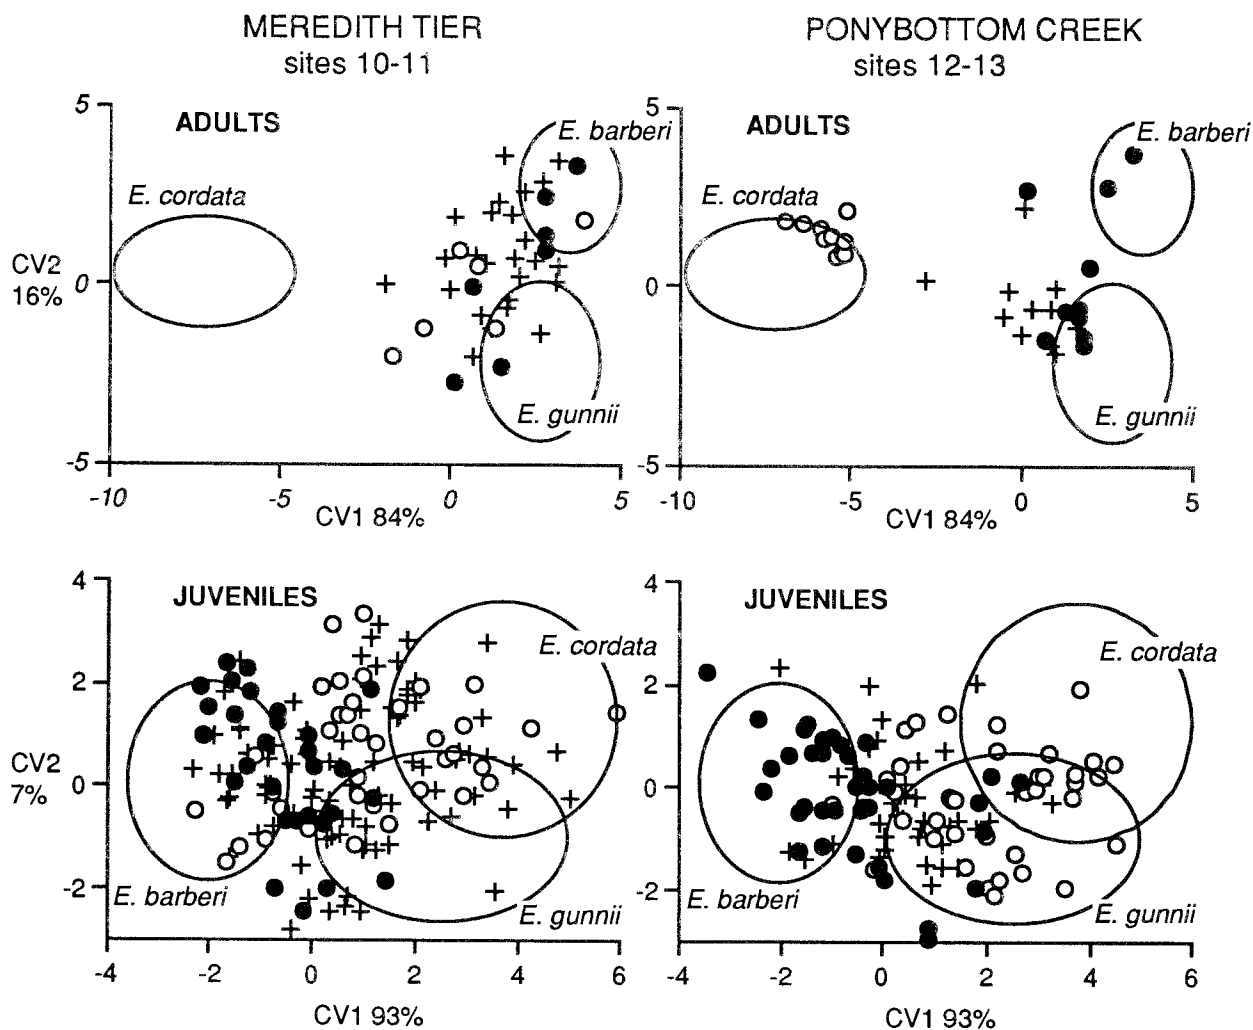 MEREDITH TIER
sites 10-11
PONYBOTTOM CREEK
sites 12-13
5
ADULTS
E. barberi
E. cordata
CV2
16%
0
E. gunnii
-5
-10
-5
0
5
CV1 84%
5
ADULTS
E. barberi
E. cordata
0
E. gunnii
-5
-10
-5
0
5
CV1 84%
4
JUVENILES
E. cordata
2
CV2
7%
0
-2
E. barberi
E. gunnii
-4
-2
0
2
4
6
CV1 93%
4
JUVENILES
E. cordata
2
0
-2
E. barberi
E. gunnii
-4
-2
0
2
4
6
CV1 93%